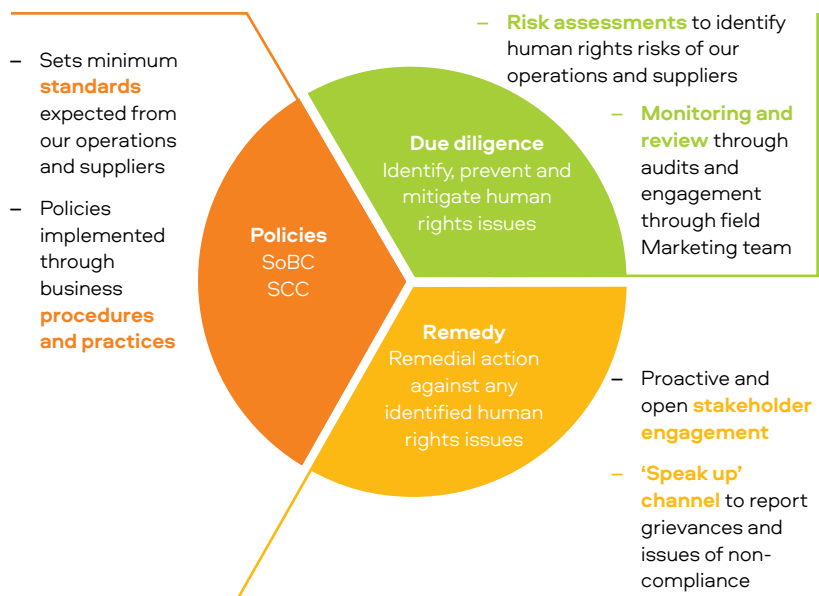 – Sets minimum
standards
expected from
our operations
and suppliers
– Policies
implemented
through
business
procedures
and practices
Policies
SoBC
SCC
Due diligence
Identify, prevent and
mitigate human
rights issues
– Risk assessments to identify
human rights risks of our
operations and suppliers
– Monitoring and
review through
audits and
engagement
through field
Marketing team
Remedy
Remedial action
against any
identified human
rights issues
– Proactive and
open stakeholder
engagement
– ‘Speak up’
channel to report
grievances and
issues of non-
compliance